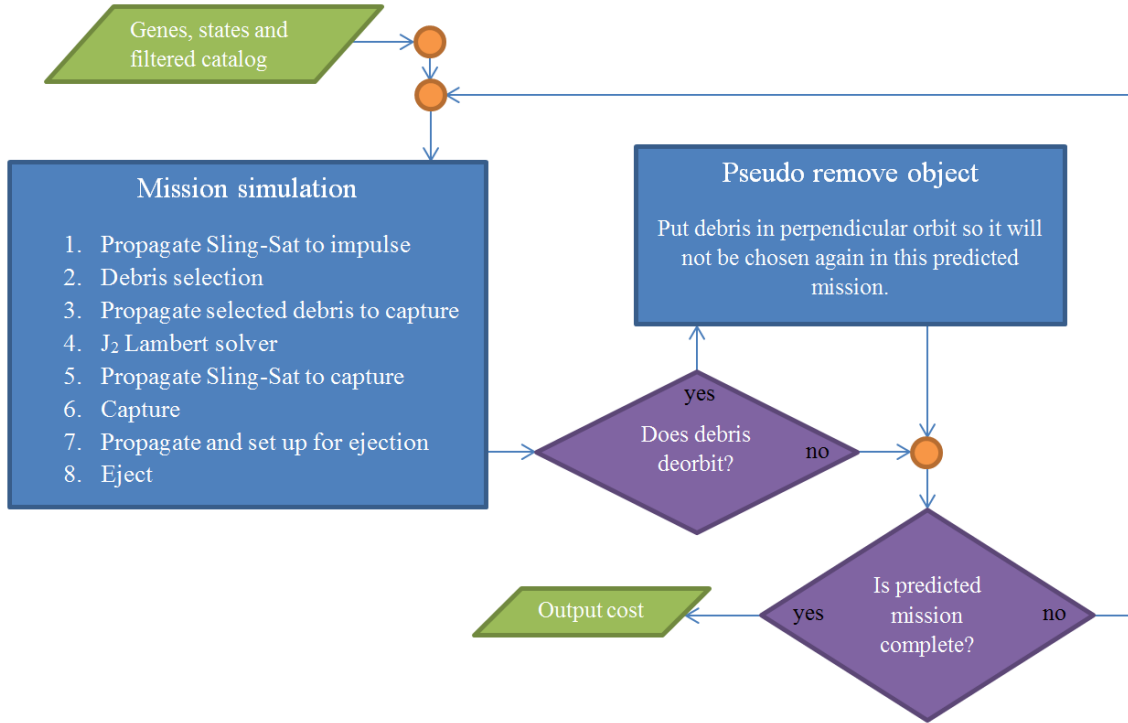 Genes, states and
filtered catalog
Mission simulation
1. Propagate Sling-Sat to impulse
2. Debris selection
3. Propagate selected debris to capture
4. J₂ Lambert solver
5. Propagate Sling-Sat to capture
6. Capture
7. Propagate and set up for ejection
8. Eject
Pseudo remove object
Put debris in perpendicular orbit so it will
not be chosen again in this predicted
mission.
yes
Does debris
deorbit?
no
Is predicted
mission
complete?
yes
no
Output cost